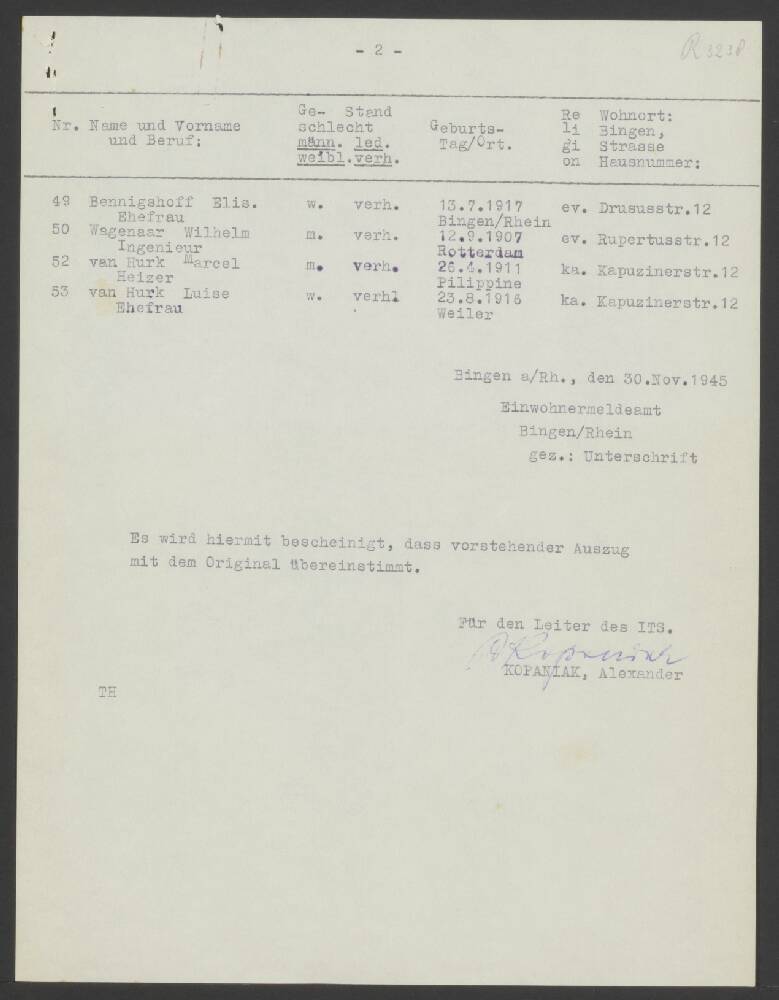 - 2 -
R 3238
Nr. Name und Vorname und Beruf: Ge- schlecht männ. weibl. Stand led. verh. Geburts- Tag/Ort. Re li gi on Wohnort: Bingen, Strasse Hausnummer:
49 Bennigshoff Elis. w. verh. 13.7.1917 ev. Drususstr.12
Ehefrau Bingen/Rhein
50 Wagenaar Wilhelm m. verh. 12.9.1907 ev. Rupertusstr.12
Ingenieur Rotterdam
52 van Hurk Marcel m. verh. 26.4.1911 ka. Kapuzinerstr.12
Heizer Pilippine
53 van Hurk Luise w. verhl 23.8.1916 ka. Kapuzinerstr.12
Ehefrau Weiler
Bingen a/Rh., den 30.Nov.1945
Einwohnermeldeamt
Bingen/Rhein
gez.: Unterschrift
Es wird hiermit bescheinigt, dass vorstehender Auszug
mit dem Original übereinstimmt.
Für den Leiter des ITS.
KOPANIAK, Alexander
TH